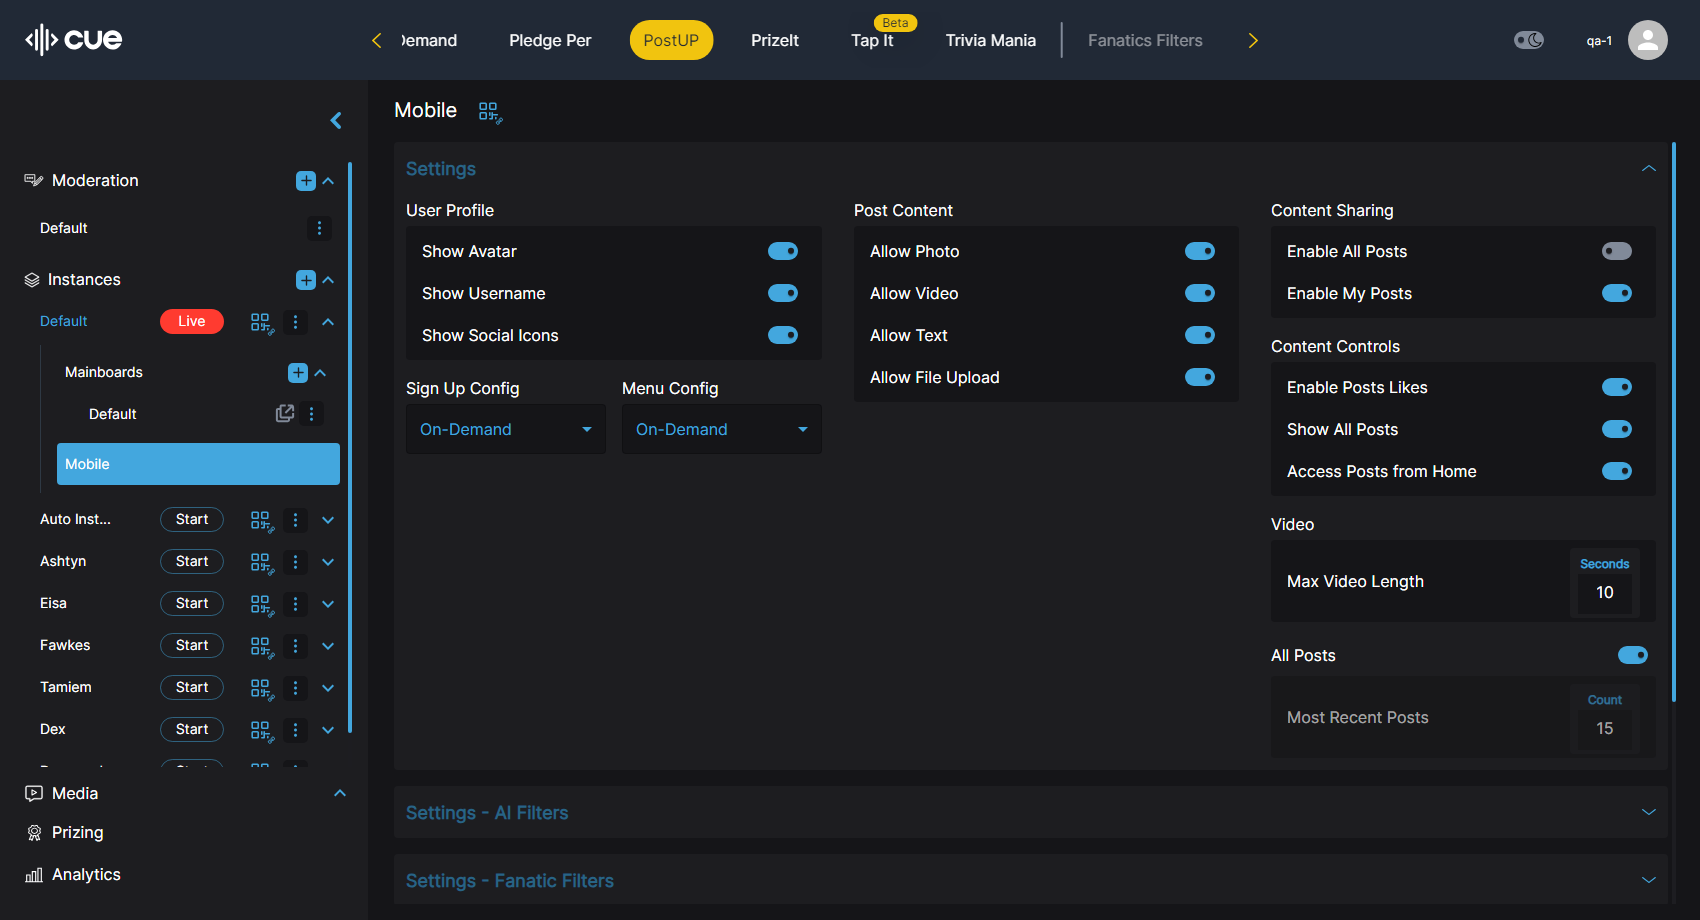 cue
Demand
Pledge Per
PostUP
PrizeIt
Beta
Tap It
Trivia Mania
Fanatics Filters
qa-1
Moderation
Default
Instances
Default
Live
Mainboards
Default
Mobile
Auto Inst...
Start
Ashtyn
Start
Eisa
Start
Fawkes
Start
Tamiem
Start
Dex
Start
Media
Prizing
Analytics
Mobile
Settings
User Profile
Show Avatar
Show Username
Show Social Icons
Sign Up Config
On-Demand
Menu Config
On-Demand
Post Content
Allow Photo
Allow Video
Allow Text
Allow File Upload
Content Sharing
Enable All Posts
Enable My Posts
Content Controls
Enable Posts Likes
Show All Posts
Access Posts from Home
Video
Max Video Length
Seconds
10
All Posts
Most Recent Posts
Count
15
Settings - AI Filters
Settings - Fanatic Filters